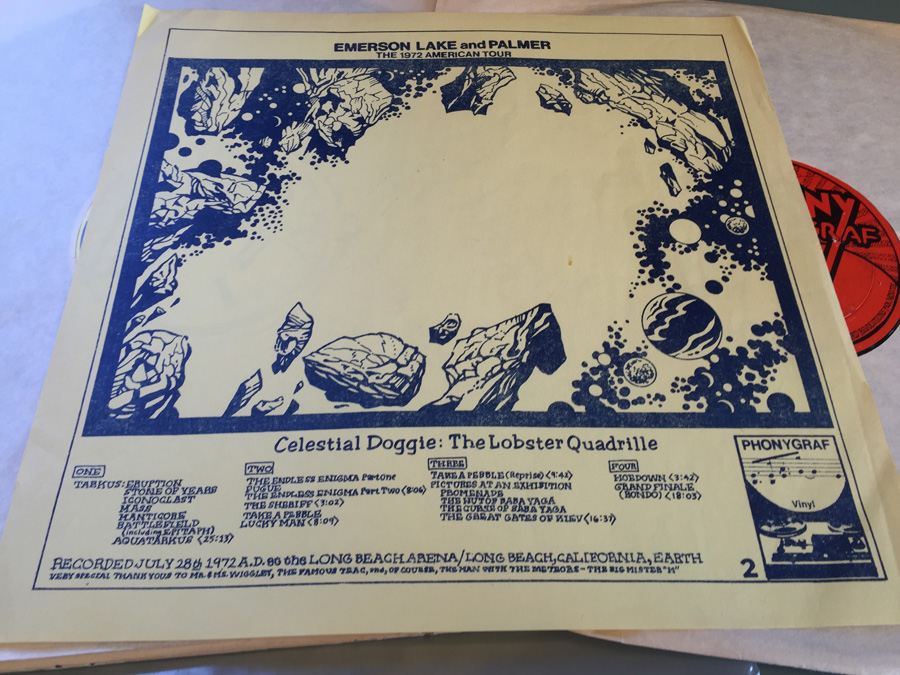 EMERSON LAKE and PALMER
THE 1972 AMERICAN TOUR
Celestial Doggie: The Lobster Quadrille
ONE
TARKUS: ERUPTION
STONE OF YEARS
ICONOCLAST
MASS
MANTICORE
BATTLEFIELD
(including EPITAPH)
AQUATARKUS <25:13>
TWO
THE ENDLESS ENIGMA Part One
FUGUE
THE ENDLESS ENIGMA Part Two <8:06>
THE SHERIFF <3:02>
TAKE A PEBBLE
LUCKY MAN <8:09>
THREE
TAKE A PEBBLE (Reprise) <9:42>
PICTURES AT AN EXHIBITION
PROMENADE
THE HUT OF BABA YAGA
THE CURSE OF BABA YAGA
THE GREAT GATES OF KIEV <16:37>
FOUR
HOEDOWN <3:42>
GRAND FINALE
(RONDO) <18:03>
PHONYGRAF
Vinyl
2
RECORDED JULY 28th 1972 A.D. at the LONG BEACH ARENA/LONG BEACH, CALIFORNIA, EARTH
VERY SPECIAL THANK YOUS TO MR & MS. WIGGLEY, THE FAMOUS TRAC, and, OF COURSE, THE MAN WITH THE METEORS - THE BIG MISTER "M"
NY
GRAF